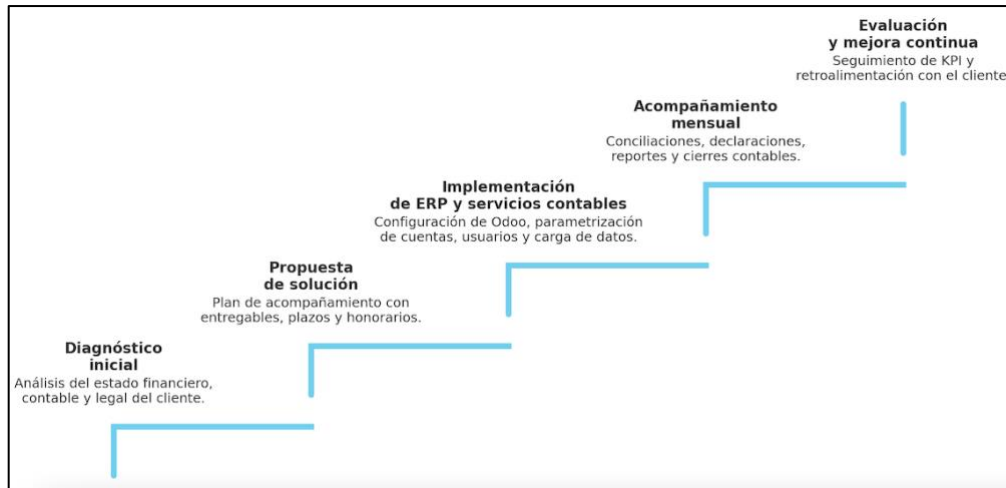 Evaluación
y mejora continua
Seguimiento de KPI y
retroalimentación con el cliente
Acompañamiento
mensual
Conciliaciones, declaraciones,
reportes y cierres contables.
Implementación
de ERP y servicios contables
Configuración de Odoo, parametrización
de cuentas, usuarios y carga de datos.
Propuesta
de solución
Plan de acompañamiento con
entregables, plazos y honorarios.
Diagnóstico
inicial
Análisis del estado financiero,
contable y legal del cliente.